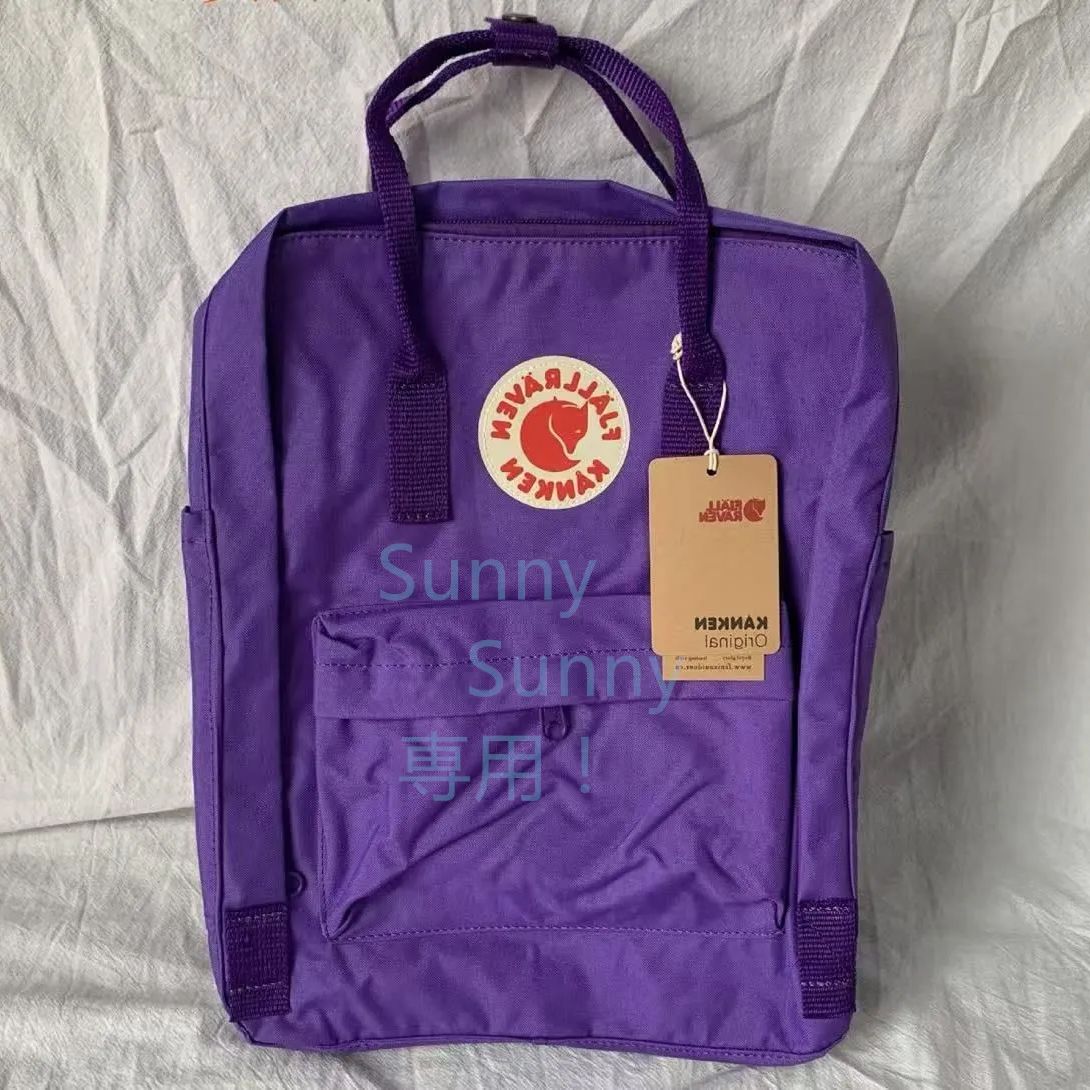 FJÄLLRÄVEN
KÅNKEN
FJÄLL
RÄVEN
KÅNKEN
Original
Sunny
Sunny
専用！